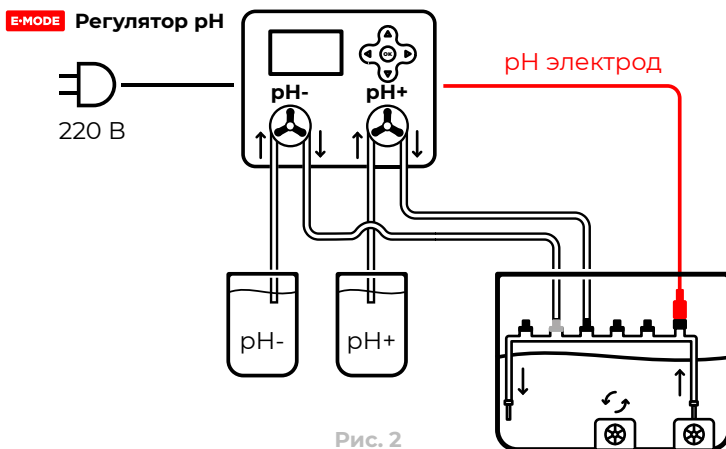 E-MODE Регулятор pH
pH электрод
OK
pH- pH+
220 В
pH- pH+
Рис. 2